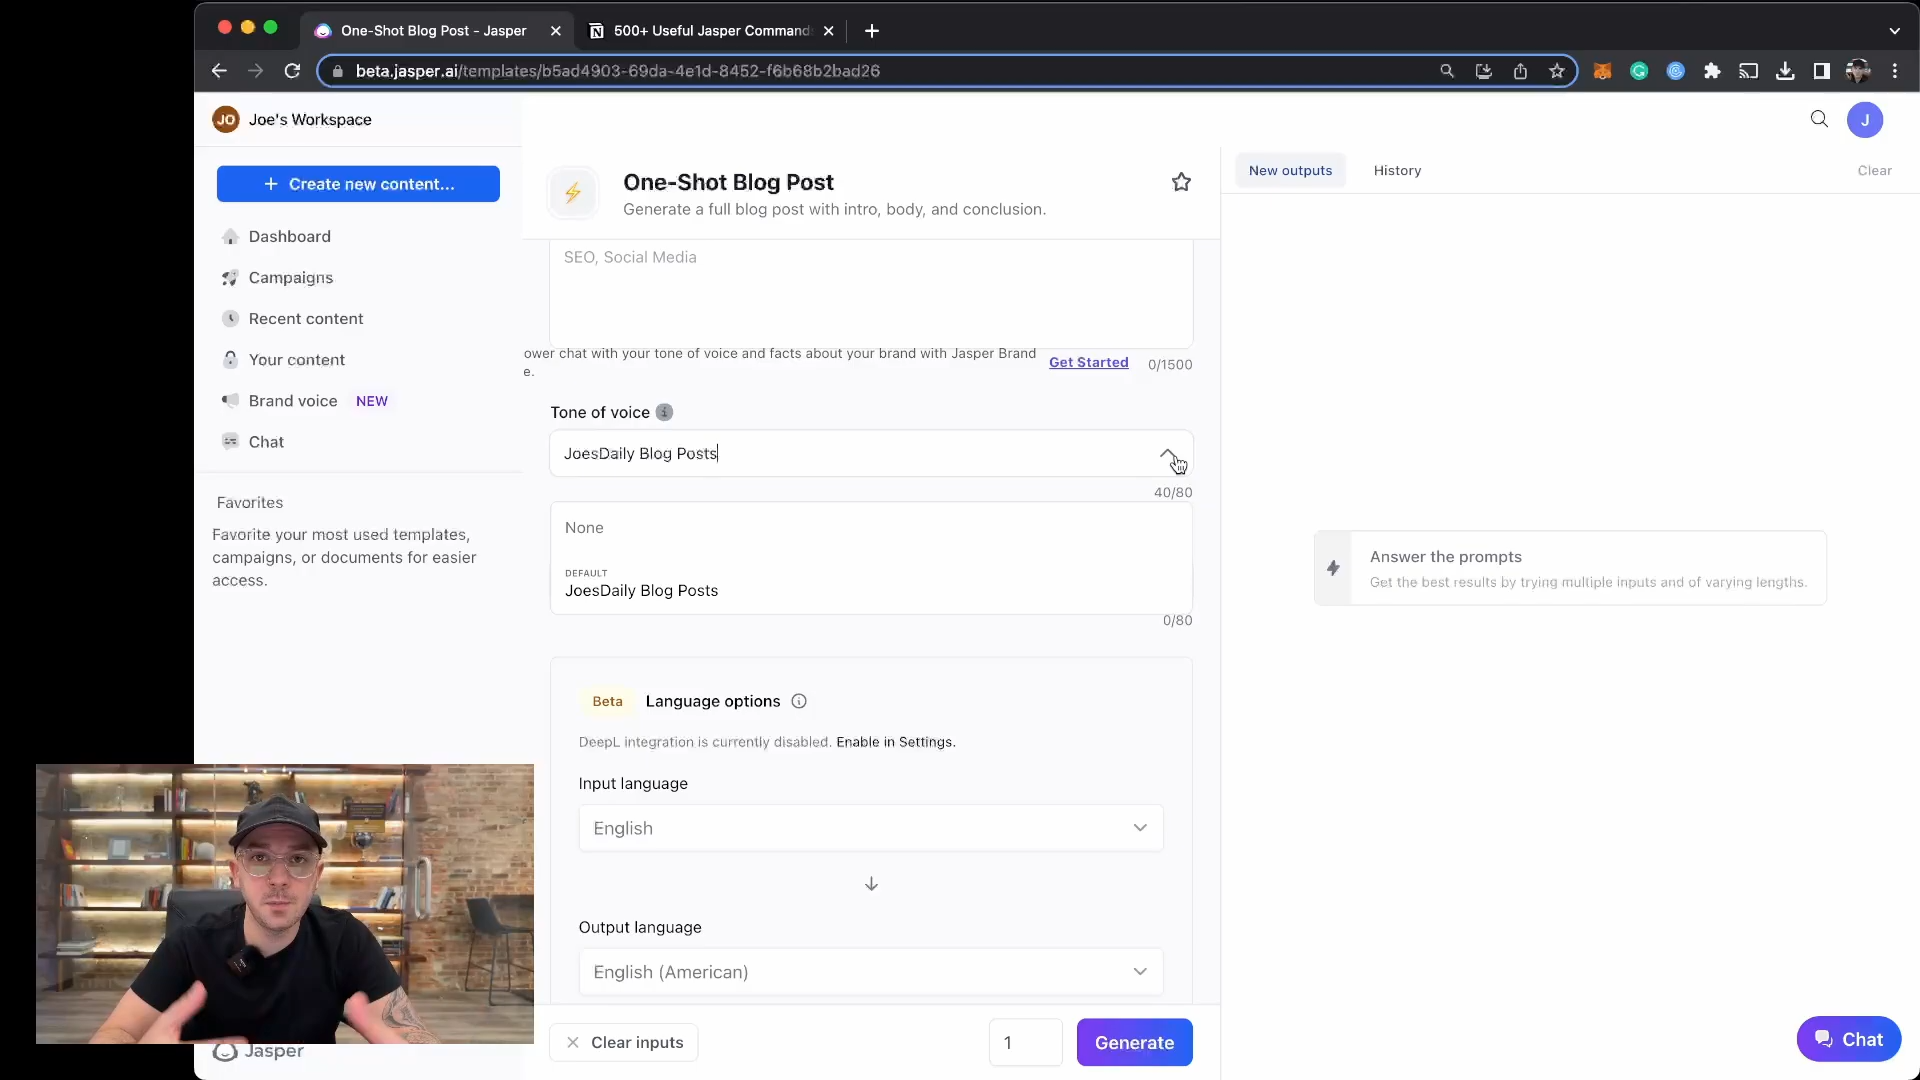 One-Shot Blog Post - Jasper
500+ Useful Jasper Command
beta.jasper.ai/templates/b5ad4903-69da-4e1d-8452-f6b68b2bad26
JO Joe's Workspace
J
+ Create new content...
Dashboard
Campaigns
Recent content
Your content
Brand voice NEW
Chat
Favorites
Favorite your most used templates,
campaigns, or documents for easier
access.
Jasper
One-Shot Blog Post
Generate a full blog post with intro, body, and conclusion.
SEO, Social Media
ower chat with your tone of voice and facts about your brand with Jasper Brand
e.
Get Started
0/1500
Tone of voice
JoesDaily Blog Posts
40/80
None
DEFAULT
JoesDaily Blog Posts
0/80
Beta Language options
DeepL integration is currently disabled. Enable in Settings.
Input language
English
Output language
English (American)
Clear inputs
1
Generate
New outputs
History
Clear
Answer the prompts
Get the best results by trying multiple inputs and of varying lengths.
Chat